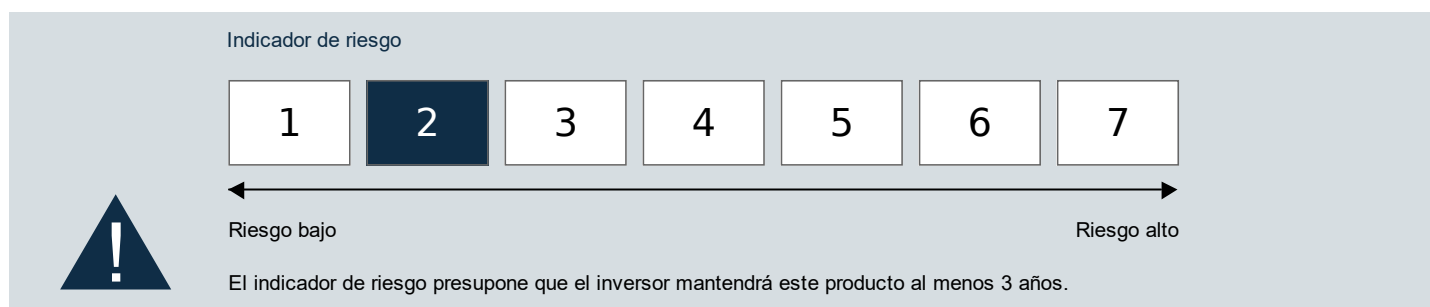 Indicador de riesgo
1 2 3 4 5 6 7
Riesgo bajo Riesgo alto
!
El indicador de riesgo presupone que el inversor mantendrá este producto al menos 3 años.